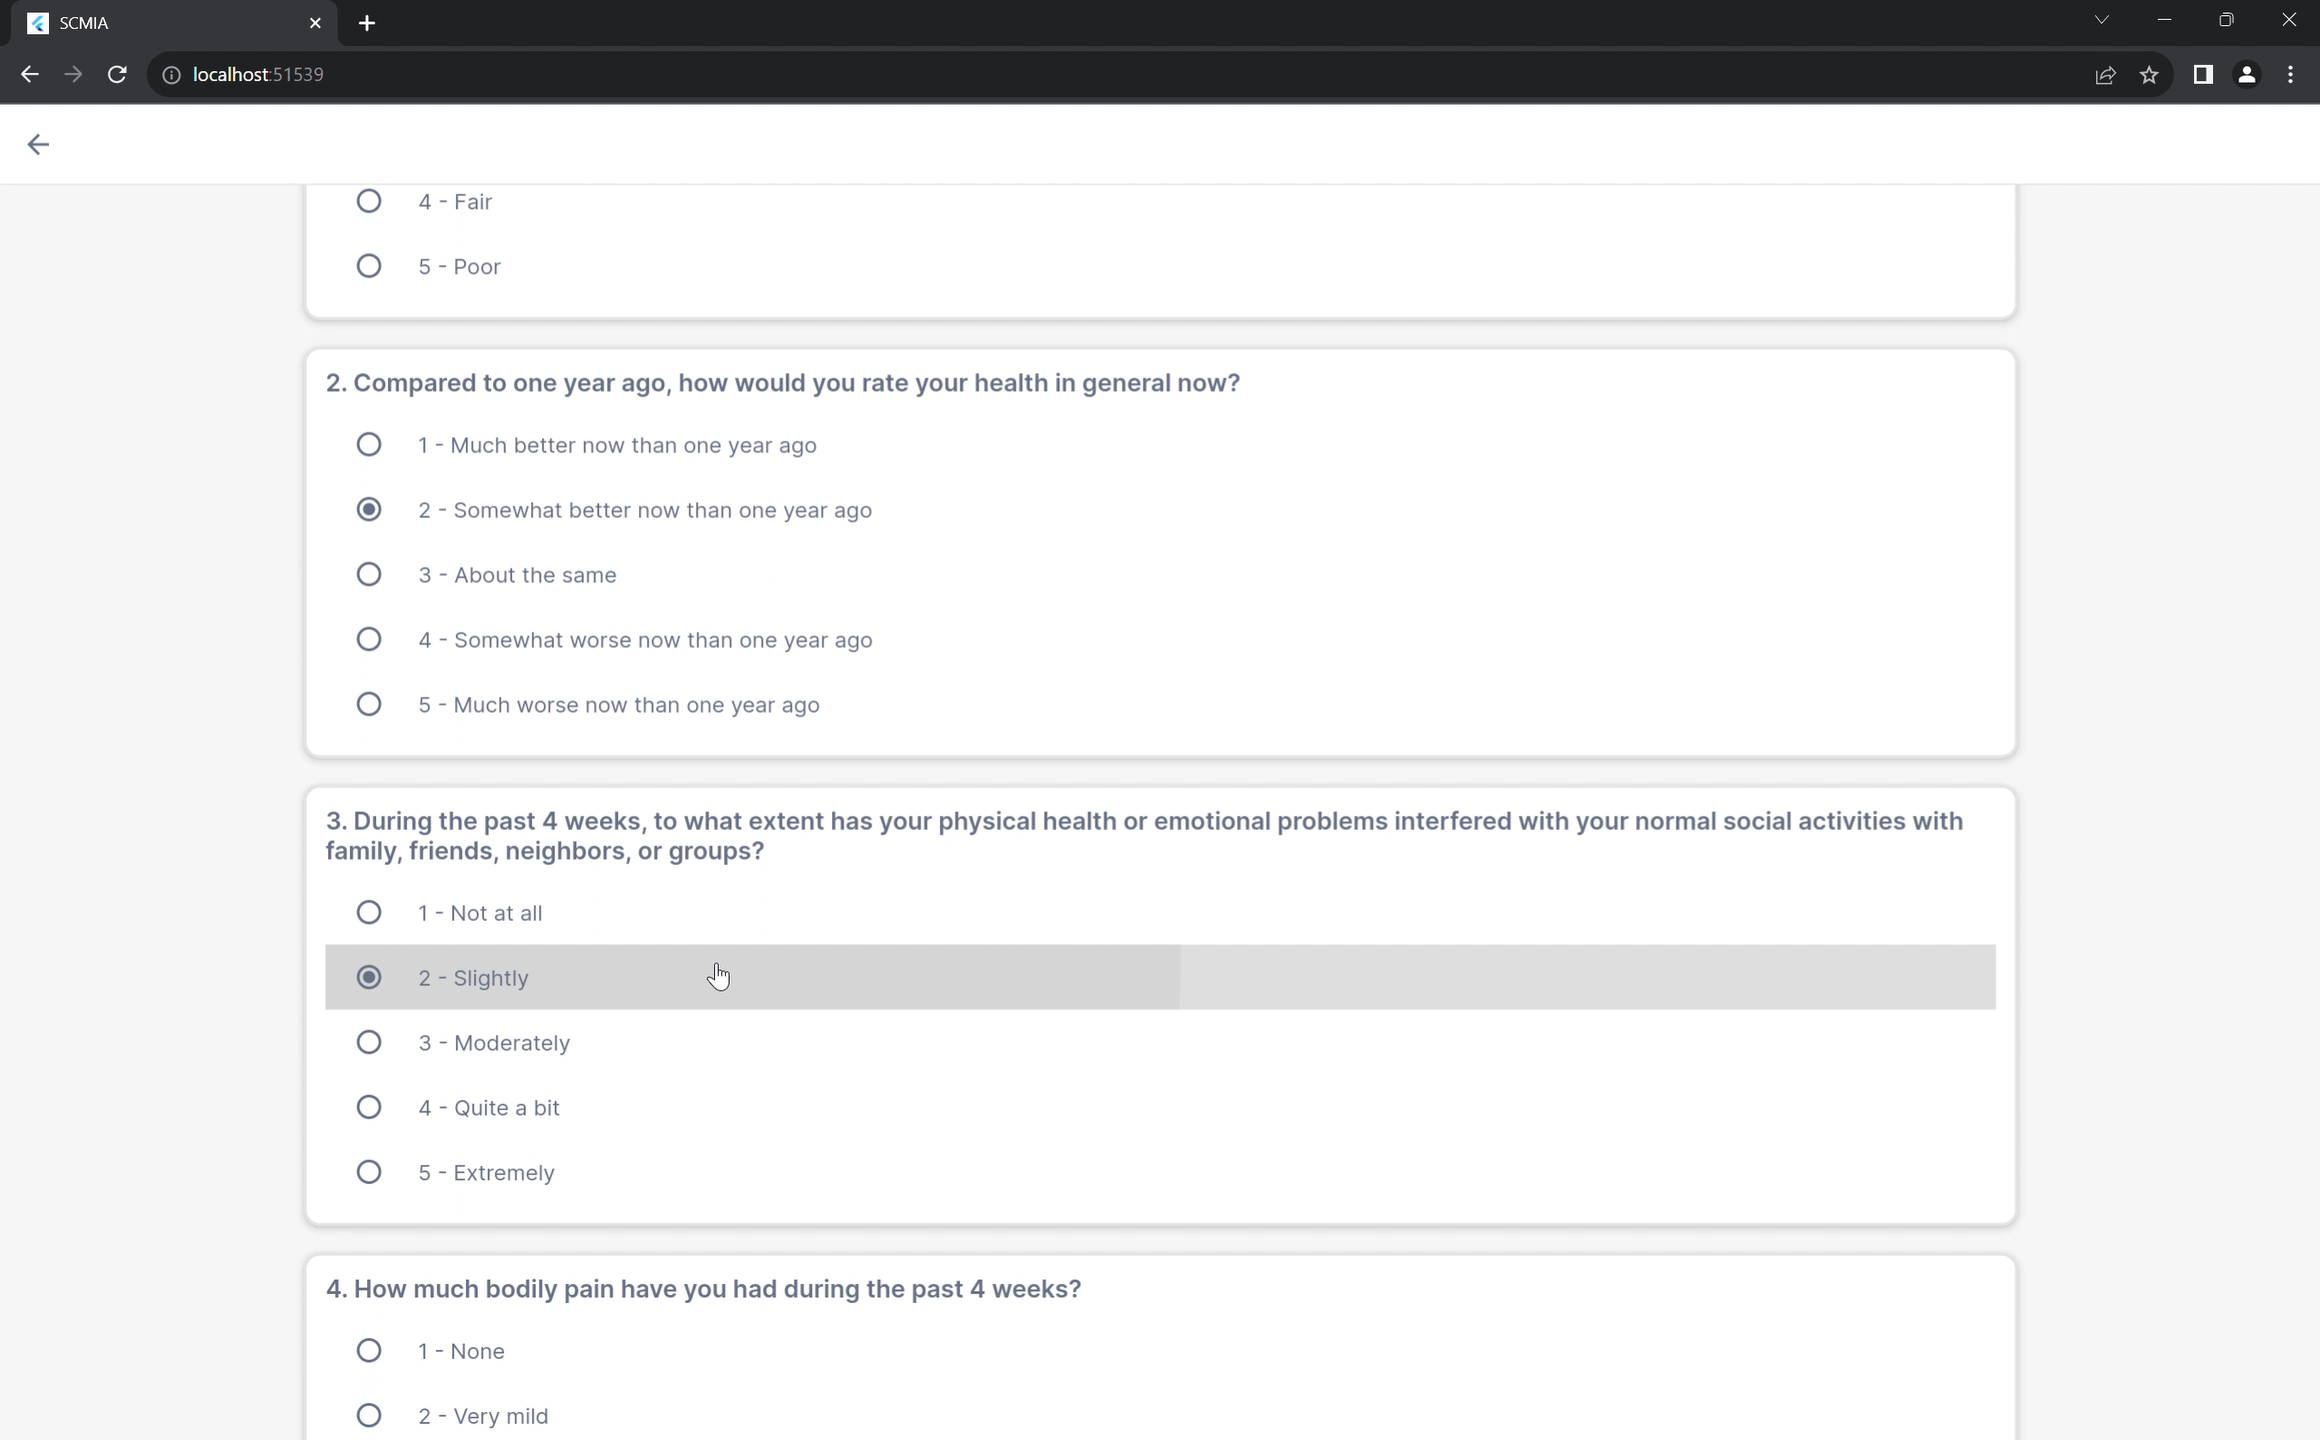 SCMIA
localhost:51539
4 - Fair
5 - Poor
2. Compared to one year ago, how would you rate your health in general now?
1 - Much better now than one year ago
2 - Somewhat better now than one year ago
3 - About the same
4 - Somewhat worse now than one year ago
5 - Much worse now than one year ago
3. During the past 4 weeks, to what extent has your physical health or emotional problems interfered with your normal social activities with
family, friends, neighbors, or groups?
1 - Not at all
2 - Slightly
3 - Moderately
4 - Quite a bit
5 - Extremely
4. How much bodily pain have you had during the past 4 weeks?
1 - None
2 - Very mild